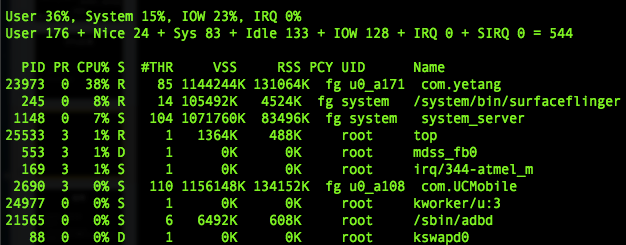 User 36%, System 15%, IOW 23%, IRQ 0%
User 176 + Nice 24 + Sys 83 + Idle 133 + IOW 128 + IRQ 0 + SIRQ 0 = 544
PID PR CPU% S #THR VSS RSS PCY UID Name
23973 0 38% R 85 1144244K 131064K fg u0_a171 com.yetang
245 0 8% R 14 105492K 4524K fg system /system/bin/surfaceflinger
1148 0 7% S 104 1071760K 83496K fg system system_server
25533 3 1% R 1 1364K 488K root top
553 3 1% D 1 0K 0K root mdss_fb0
169 3 1% S 1 0K 0K root irq/344-atmel_m
2690 3 0% S 110 1156148K 134152K fg u0_a108 com.UCMobile
24977 0 0% S 1 0K 0K root kworker/u:3
21565 0 0% S 6 6492K 608K root /sbin/adbd
88 0 0% D 1 0K 0K root kswapd0